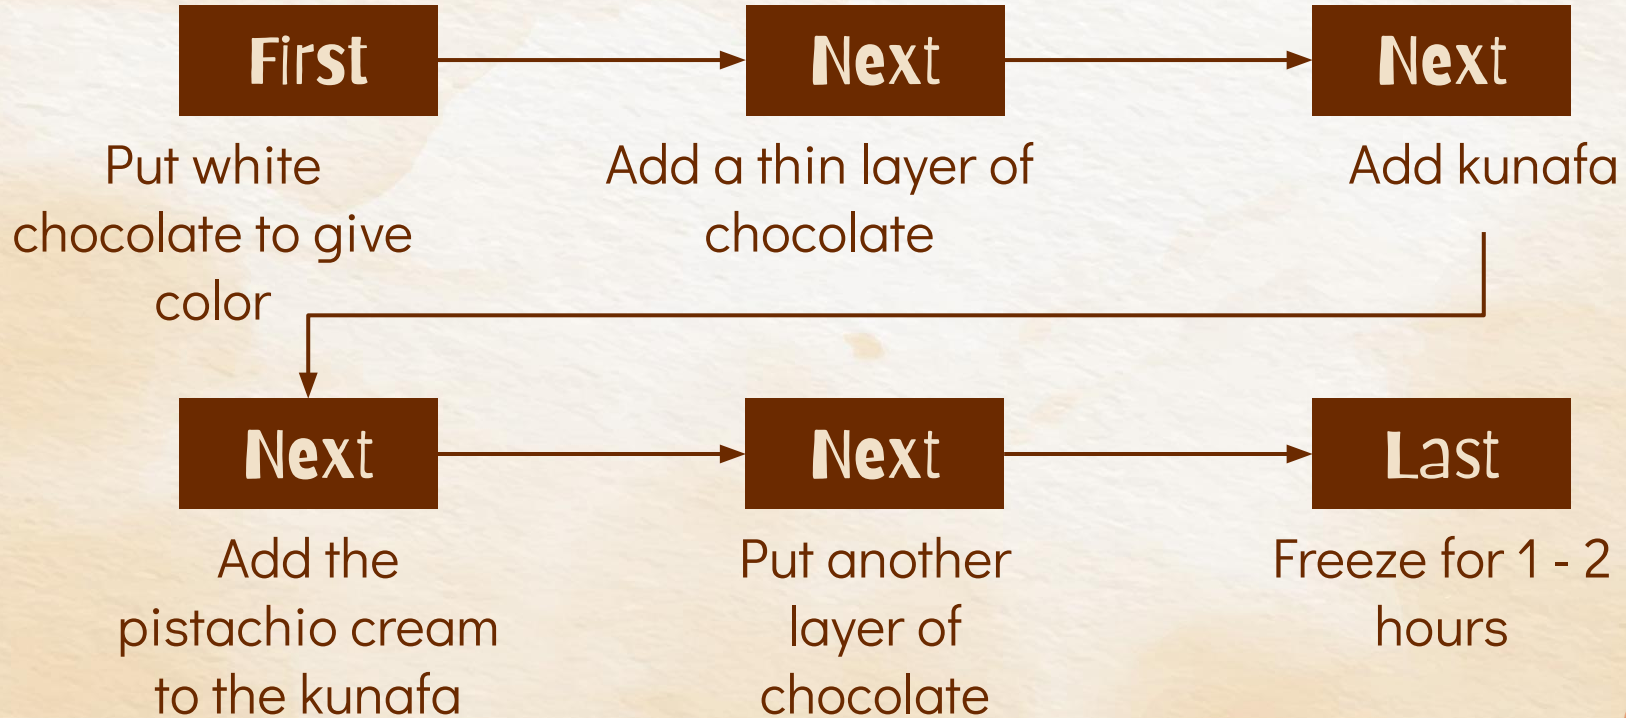 First
Put white
chocolate to give
color
Next
Add a thin layer of
chocolate
Next
Add kunafa
Next
Add the
pistachio cream
to the kunafa
Next
Put another
layer of
chocolate
Last
Freeze for 1 - 2
hours